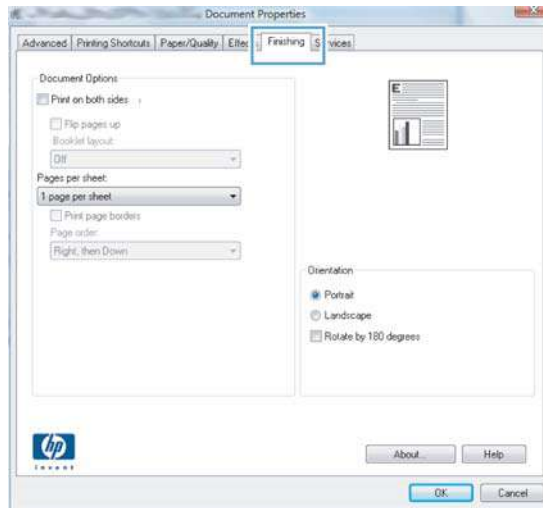 Document Properties
Advanced Printing Shortcuts Paper/Quality Finishing
Document Options
Print on both sides
Flip pages up
Booklet layout:
Off
Pages per sheet:
1 page per sheet
Print page borders
Page order:
Right, then Down
E
Orientation
Portrait
Landscape
Rotate by 180 degrees
hp
invent
About... Help
OK Cancel